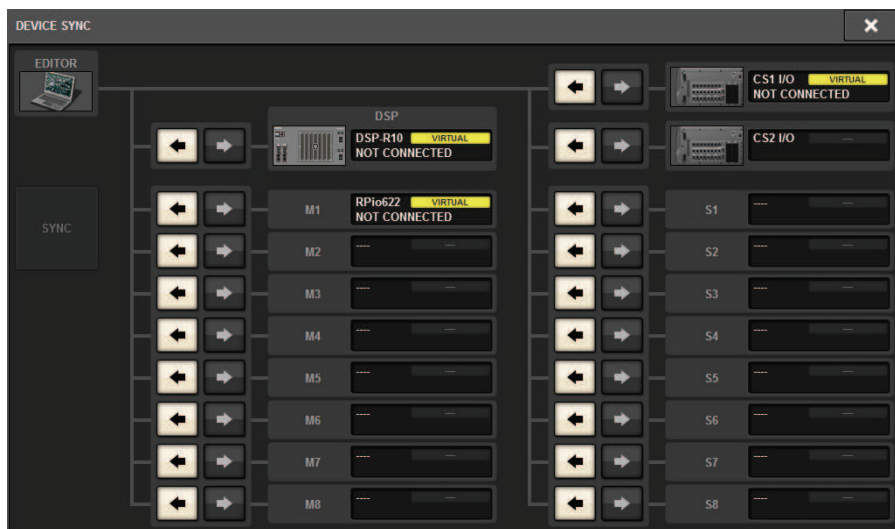 DEVICE SYNC
EDITOR
CS1 I/O VIRTUAL
NOT CONNECTED
DSP
DSP-R10 VIRTUAL
NOT CONNECTED
CS2 I/O ----
SYNC
M1 RPio622 VIRTUAL
NOT CONNECTED
S1 ---- ----
M2 ---- ----
S2 ---- ----
M3 ---- ----
S3 ---- ----
M4 ---- ----
S4 ---- ----
M5 ---- ----
S5 ---- ----
M6 ---- ----
S6 ---- ----
M7 ---- ----
S7 ---- ----
M8 ---- ----
S8 ---- ----